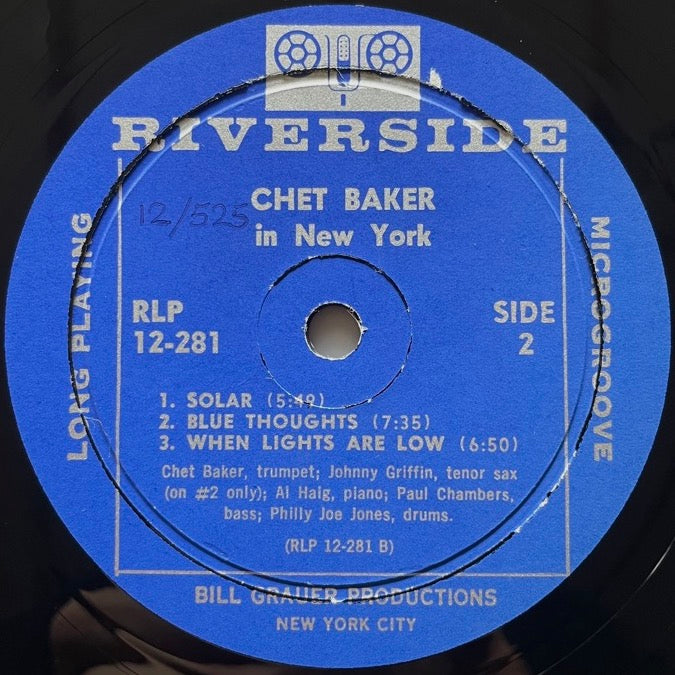 RIVERSIDE
12/525
CHET BAKER
in New York
LONG PLAYING
MICROGROOVE
RLP
12-281
SIDE
2
1. SOLAR (5:49)
2. BLUE THOUGHTS (7:35)
3. WHEN LIGHTS ARE LOW (6:50)
Chet Baker, trumpet; Johnny Griffin, tenor sax
(on #2 only); Al Haig, piano; Paul Chambers,
bass; Philly Joe Jones, drums.
(RLP 12-281 B)
BILL GRAUER PRODUCTIONS
NEW YORK CITY